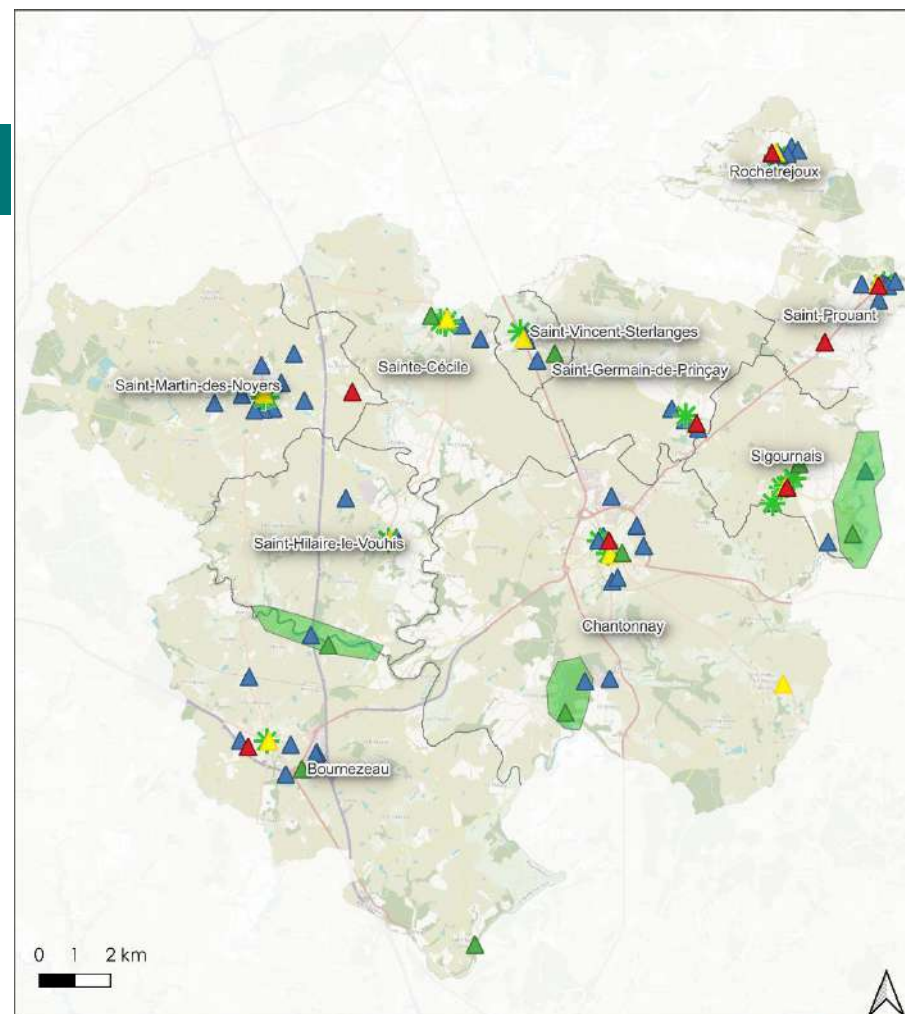 Rochetrejoux
Saint-Prouant
Saint-Vincent-Sterlanges
Sainte-Cécile
Saint-Germain-de-Prinçay
Saint-Martin-des-Noyers
Sigournais
Saint-Hilaire-le-Vouhis
Chantonnay
Bournezeau
0 1 2 km